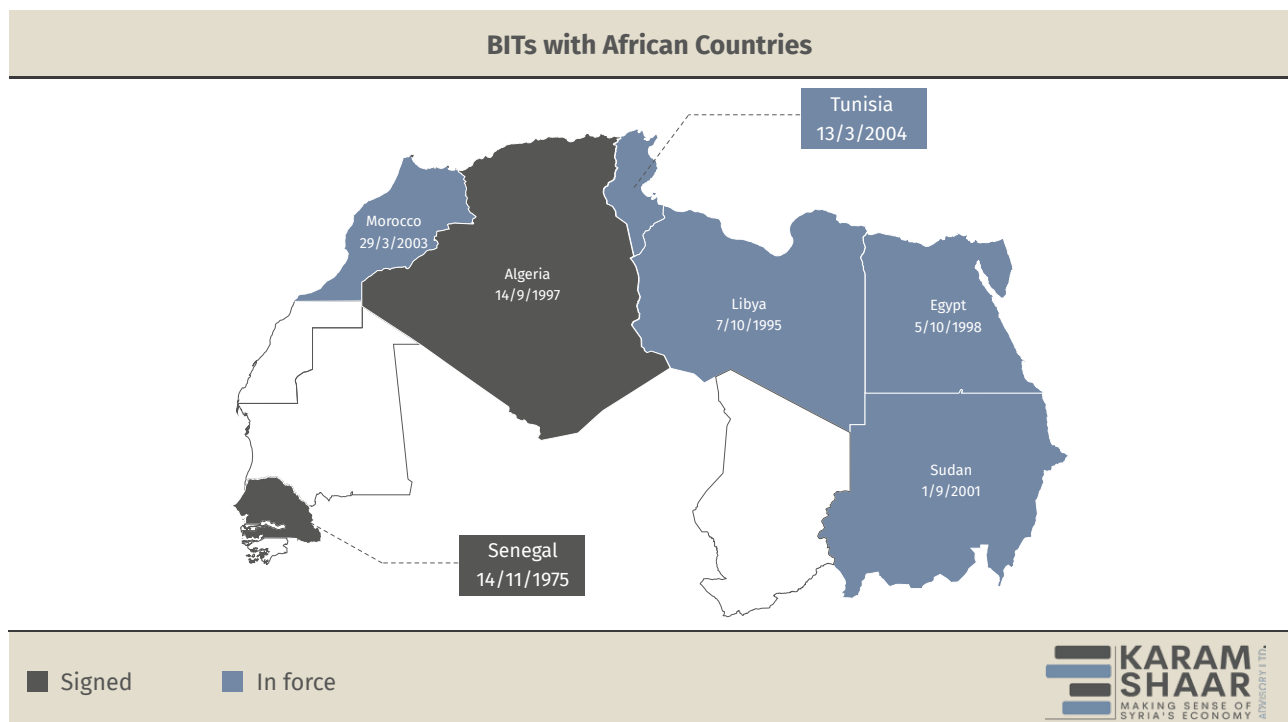 BITs with African Countries
Tunisia
13/3/2004
Morocco
29/3/2003
Algeria
14/9/1997
Libya
7/10/1995
Egypt
5/10/1998
Sudan
1/9/2001
Senegal
14/11/1975
Signed
In force
KARAM
SHAAR
ADVISORY LTD.
MAKING SENSE OF
SYRIA'S ECONOMY